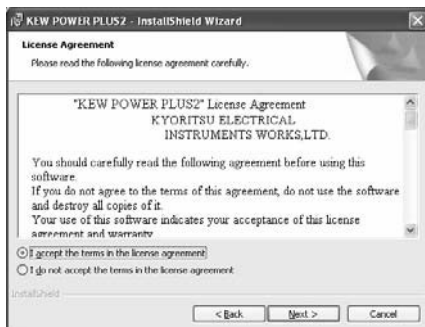 KEW POWER PLUS2 - InstallShield Wizard
License Agreement
Please read the following license agreement carefully.
"KEW POWER PLUS2" License Agreement
KYORITSU ELECTRICAL
INSTRUMENTS WORKS,LTD.
You should carefully read the following agreement before using this
software.
If you do not agree to the terms of this agreement, do not use the software
and destroy all copies of it.
Your use of this software indicates your acceptance of this license
agreement and warranty.
I accept the terms in the license agreement
I do not accept the terms in the license agreement
InstallShield
< Back
Next >
Cancel